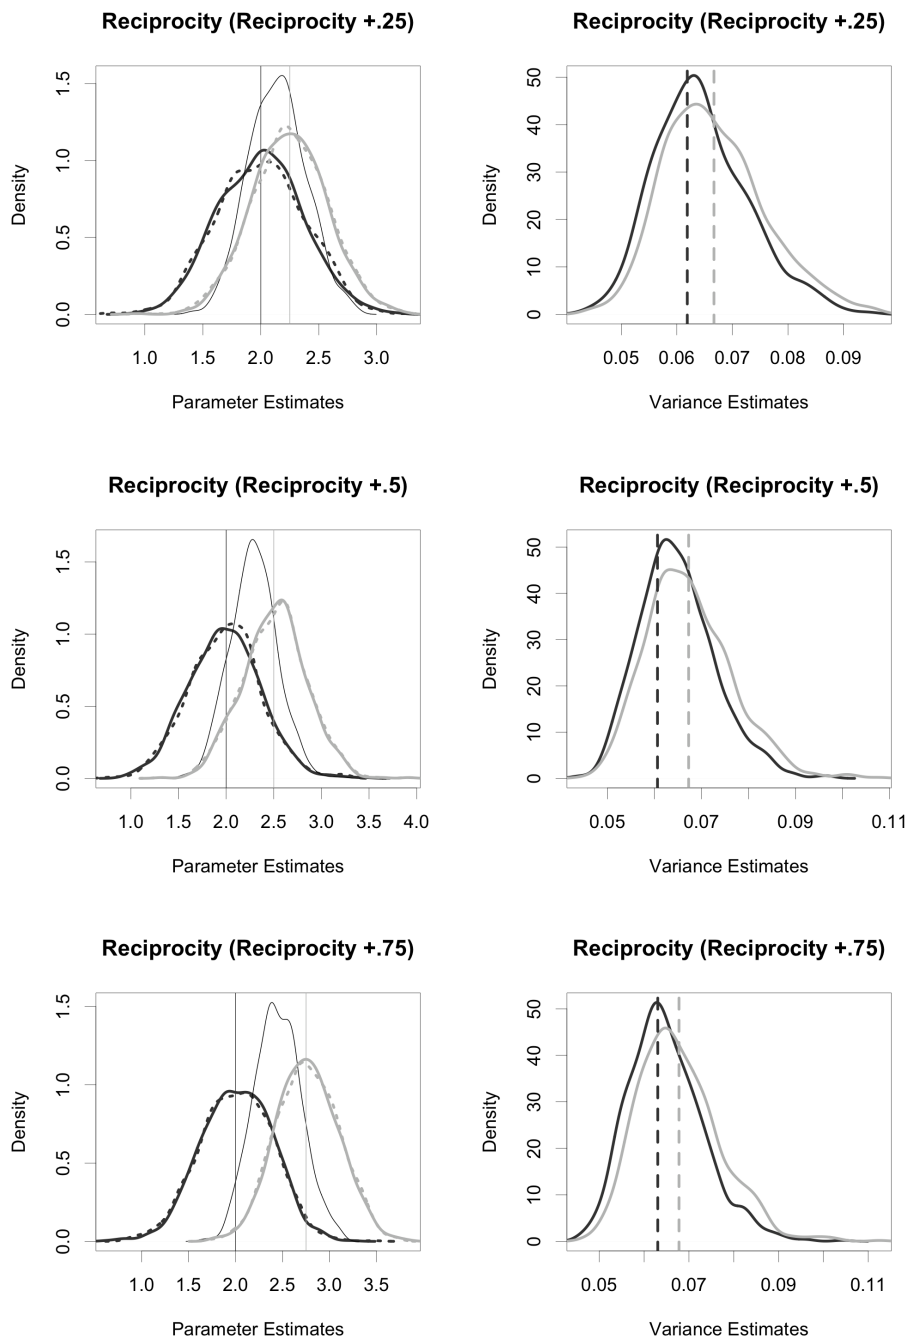 Reciprocity (Reciprocity +.25)
Density
0.0 0.5 1.0 1.5
1.0 1.5 2.0 2.5 3.0
Parameter Estimates
Reciprocity (Reciprocity +.25)
Density
0 10 20 30 40 50
0.05 0.06 0.07 0.08 0.09
Variance Estimates
Reciprocity (Reciprocity +.5)
Density
0.0 0.5 1.0 1.5
1.0 1.5 2.0 2.5 3.0 3.5 4.0
Parameter Estimates
Reciprocity (Reciprocity +.5)
Density
0 10 20 30 40 50
0.05 0.07 0.09 0.11
Variance Estimates
Reciprocity (Reciprocity +.75)
Density
0.0 0.5 1.0 1.5
1.0 2.0 2.5 3.0 3.5
Parameter Estimates
Reciprocity (Reciprocity +.75)
Density
0 10 20 30 40 50
0.05 0.07 0.09 0.11
Variance Estimates